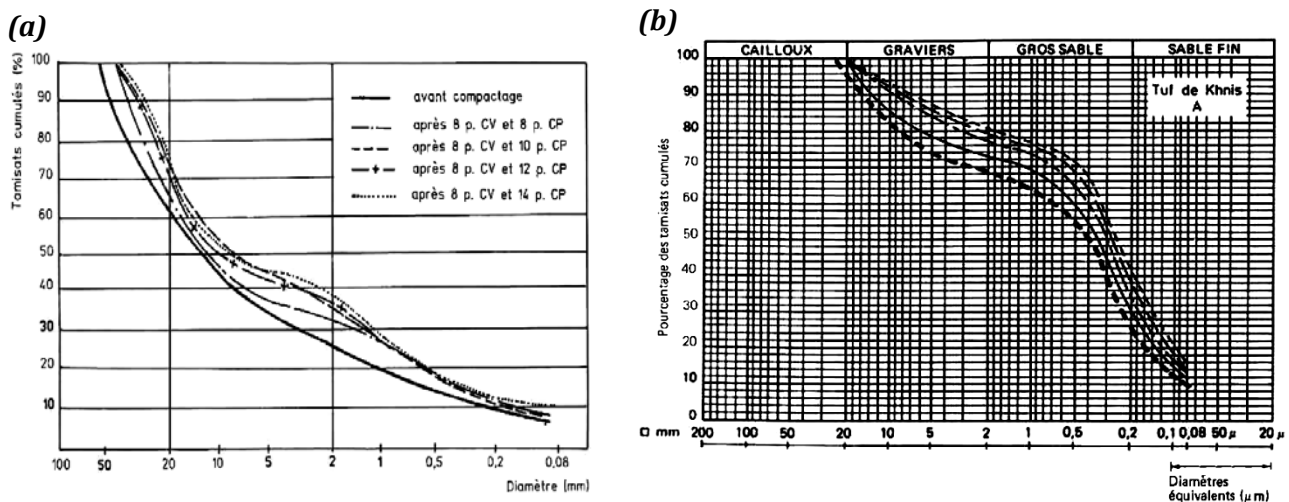 (a)
Tamisats cumulés (%)
100
90
80
70
60
50
40
30
20
10
avant compactage
après 8 p. CV et 8 p. CP
après 8 p. CV et 10 p. CP
après 8 p. CV et 12 p. CP
après 8 p. CV et 14 p. CP
100 50 20 10 5 2 1 0,5 0,2 0,08
Diamètre (mm)
(b)
CAILLOUX GRAVIERS GROS SABLE SABLE FIN
Tuf de Khnis
A
Pourcentage des tamisats cumulés
100
90
80
70
60
50
40
30
20
10
0
mm
200 100 50 20 10 5 2 1 0,5 0,2 0,1 0,08 50 μ 20 μ
Diamètres
équivalents (μm)